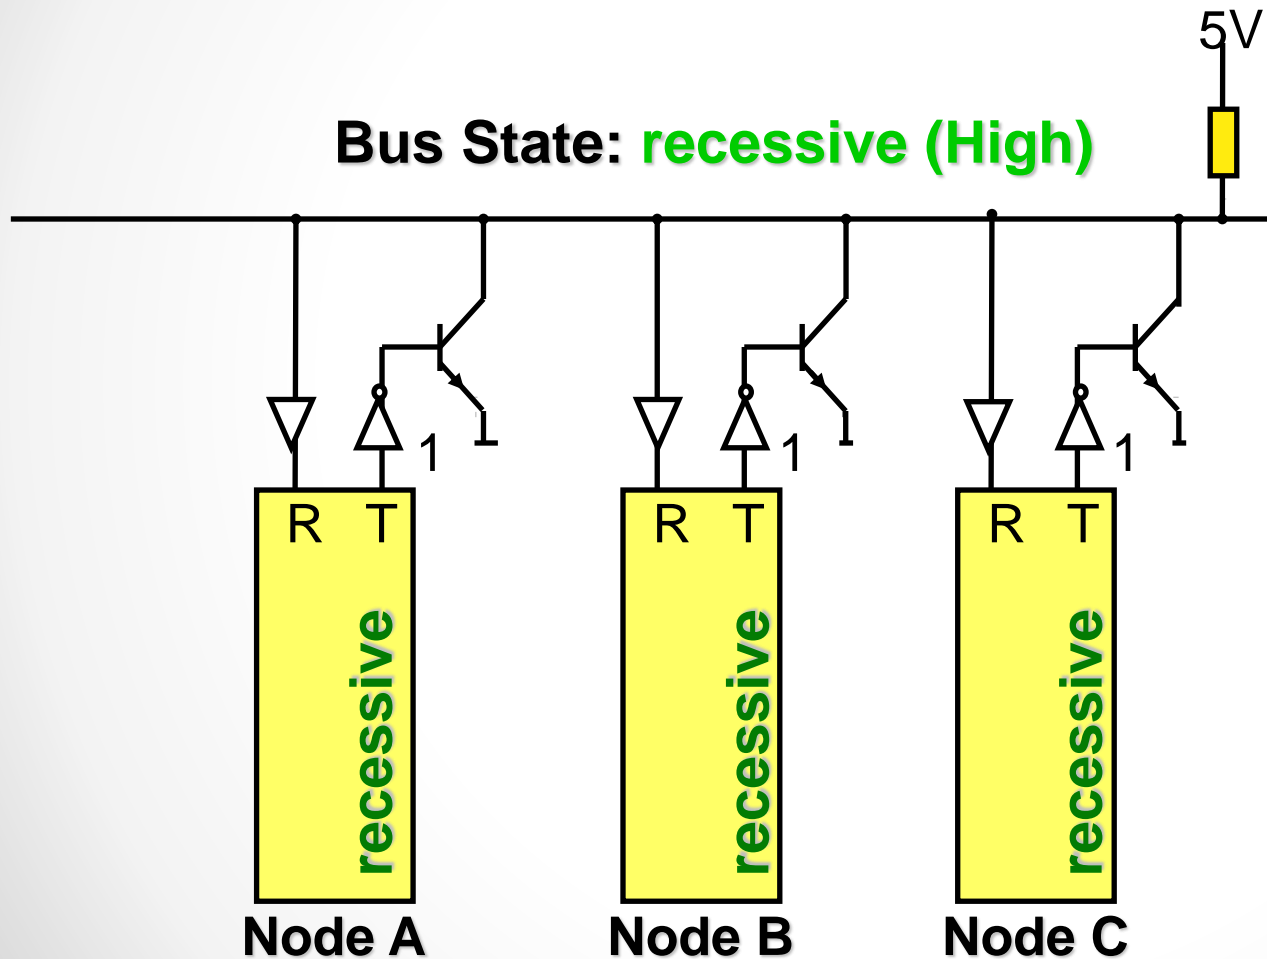 5V
Bus State: recessive (High)
1
1
1
R T
R T
R T
recessive
recessive
recessive
Node A
Node B
Node C